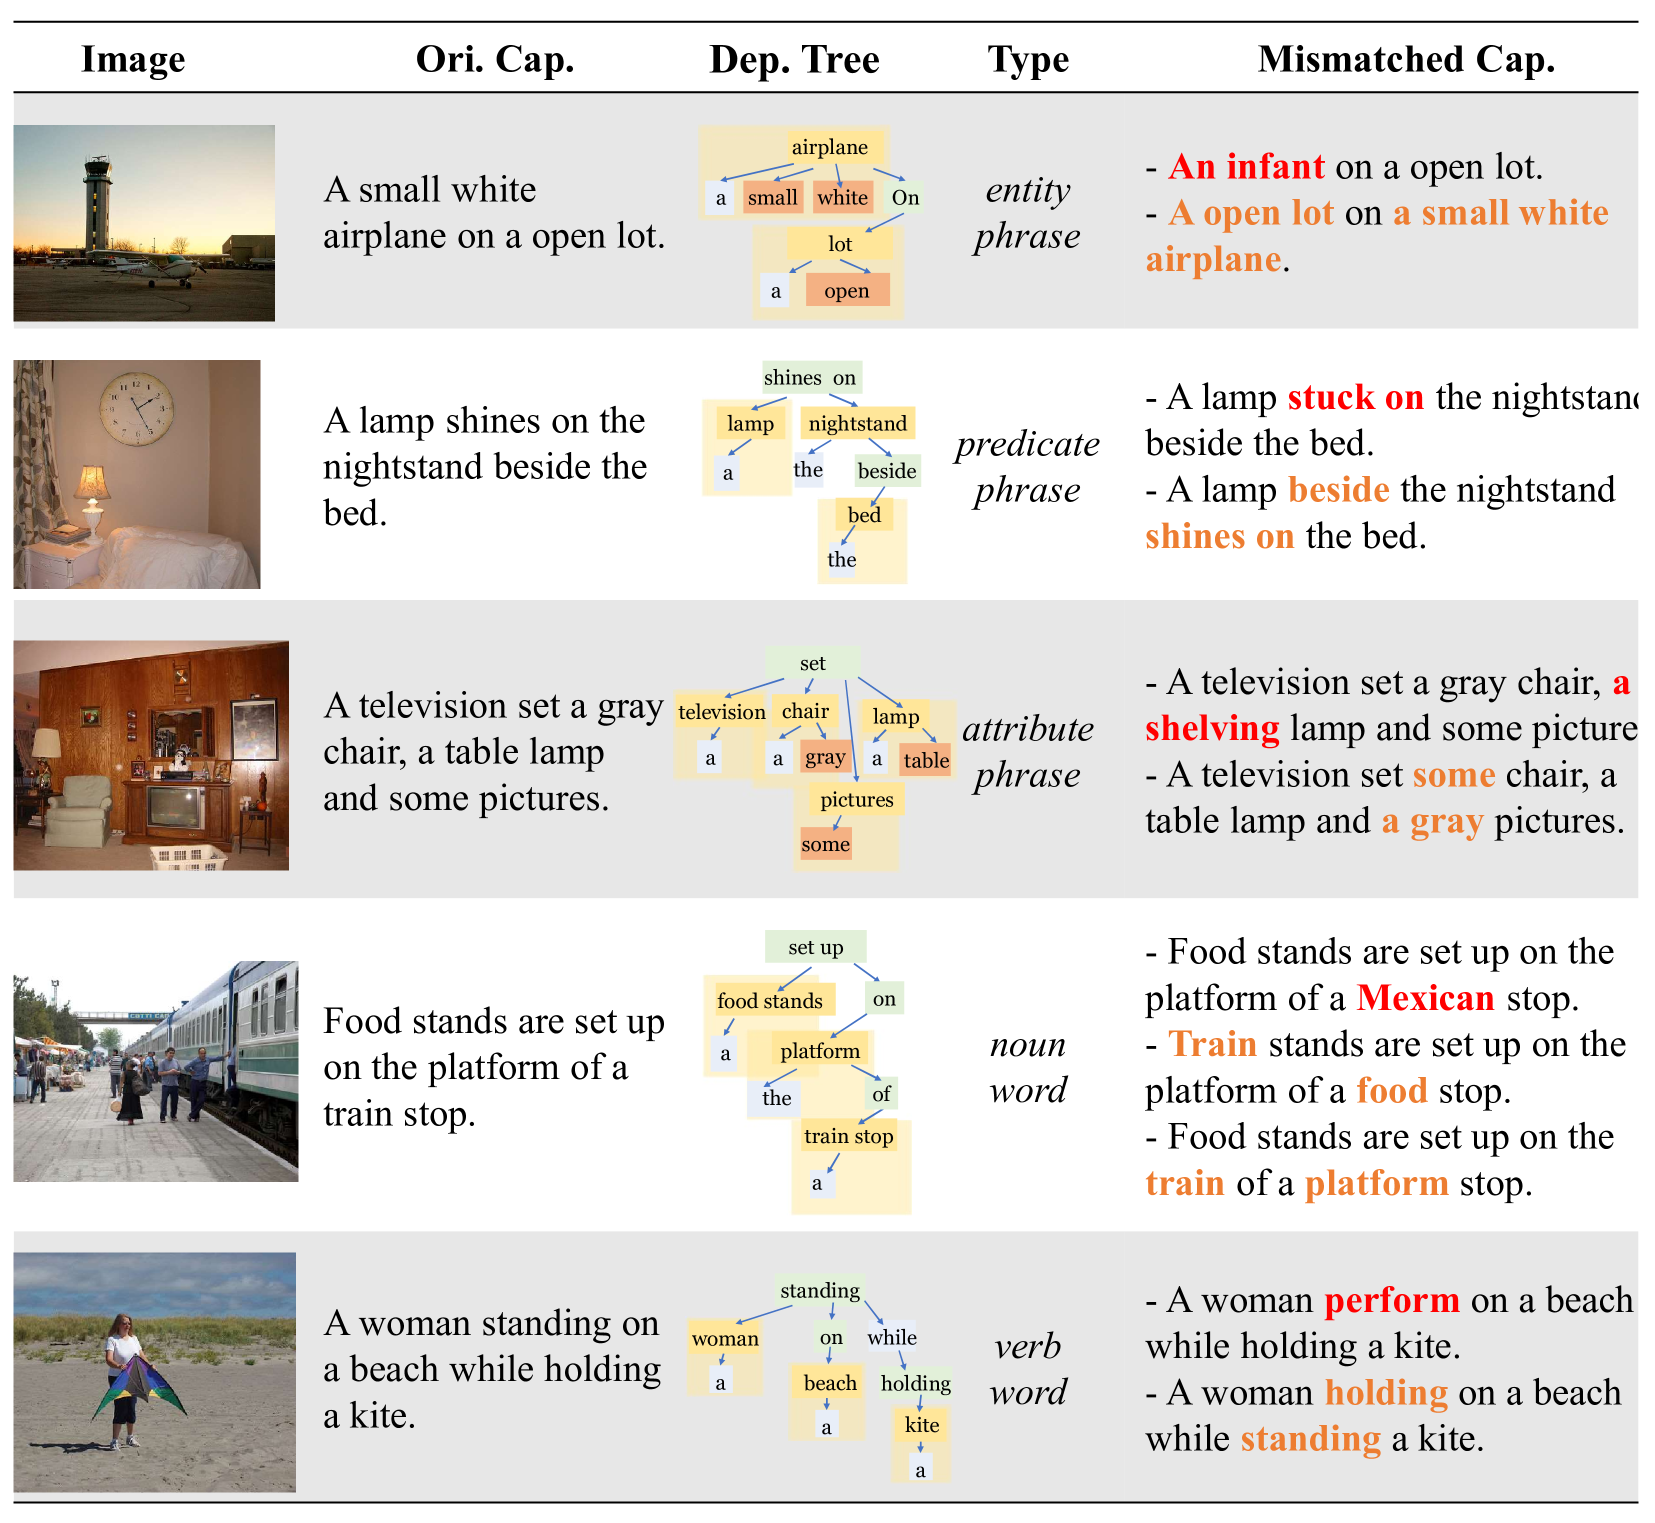 Image Ori. Cap. Dep. Tree Type Mismatched Cap.
A small white
airplane on a open lot.
airplane
a small white On
lot
a open
entity
phrase
- An infant on a open lot.
- A open lot on a small white
airplane.
A lamp shines on the
nightstand beside the
bed.
shines on
lamp nightstand
a the beside
bed
the
predicate
phrase
- A lamp stuck on the nightstand
beside the bed.
- A lamp beside the nightstand
shines on the bed.
A television set a gray
chair, a table lamp
and some pictures.
set
television chair lamp
a a gray a table
pictures
some
attribute
phrase
- A television set a gray chair, a
shelving lamp and some picture
- A television set some chair, a
table lamp and a gray pictures.
CATTI CAR
Food stands are set up
on the platform of a
train stop.
set up
food stands on
a platform
the of
train stop
a
noun
word
- Food stands are set up on the
platform of a Mexican stop.
- Train stands are set up on the
platform of a food stop.
- Food stands are set up on the
train of a platform stop.
A woman standing on
a beach while holding
a kite.
standing
woman on while
a beach holding
a kite
a
verb
word
- A woman perform on a beach
while holding a kite.
- A woman holding on a beach
while standing a kite.